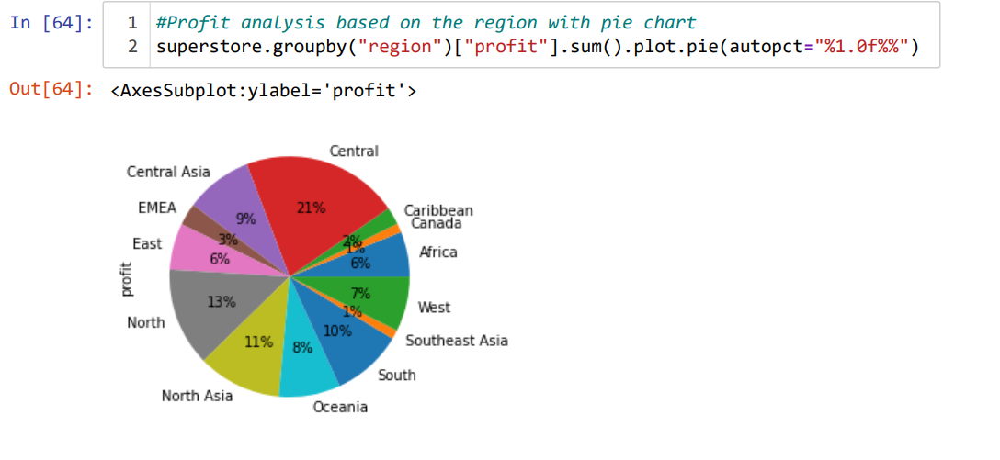 In [64]:
1 #Profit analysis based on the region with pie chart
2 superstore.groupby("region")["profit"].sum().plot.pie(autopct="%1.0f%%")
Out[64]: <AxesSubplot:ylabel='profit'>
Central
Central Asia
21%
EMEA
Caribbean
9%
Canada
3%
2%
East
1%
Africa
6%
6%
profit
7%
13%
1%
West
North
10%
11%
8%
Southeast Asia
South
North Asia
Oceania